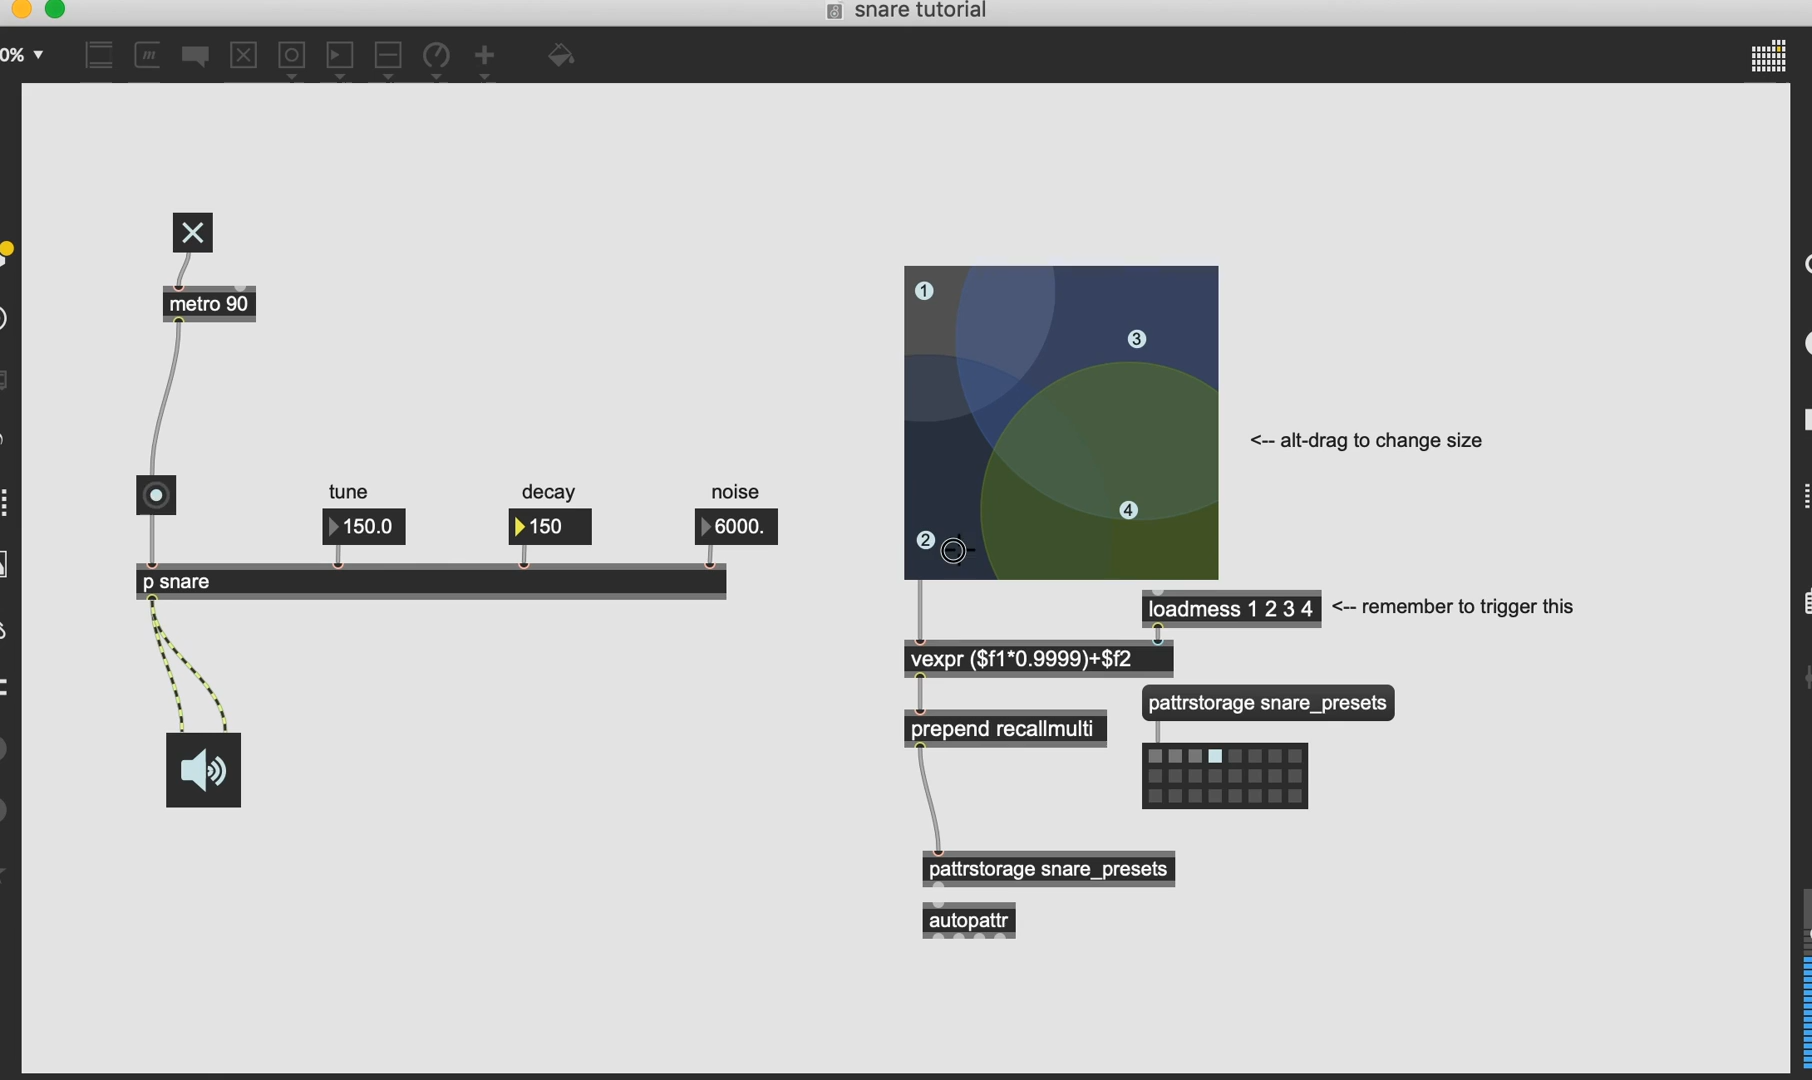 snare tutorial
0%
m
metro 90
tune
decay
noise
150.0
150
6000.
p snare
1
3
4
2
<-- alt-drag to change size
loadmess 1 2 3 4
<-- remember to trigger this
vexpr ($f1*0.9999)+$f2
pattrstorage snare_presets
prepend recallmulti
pattrstorage snare_presets
autopattr